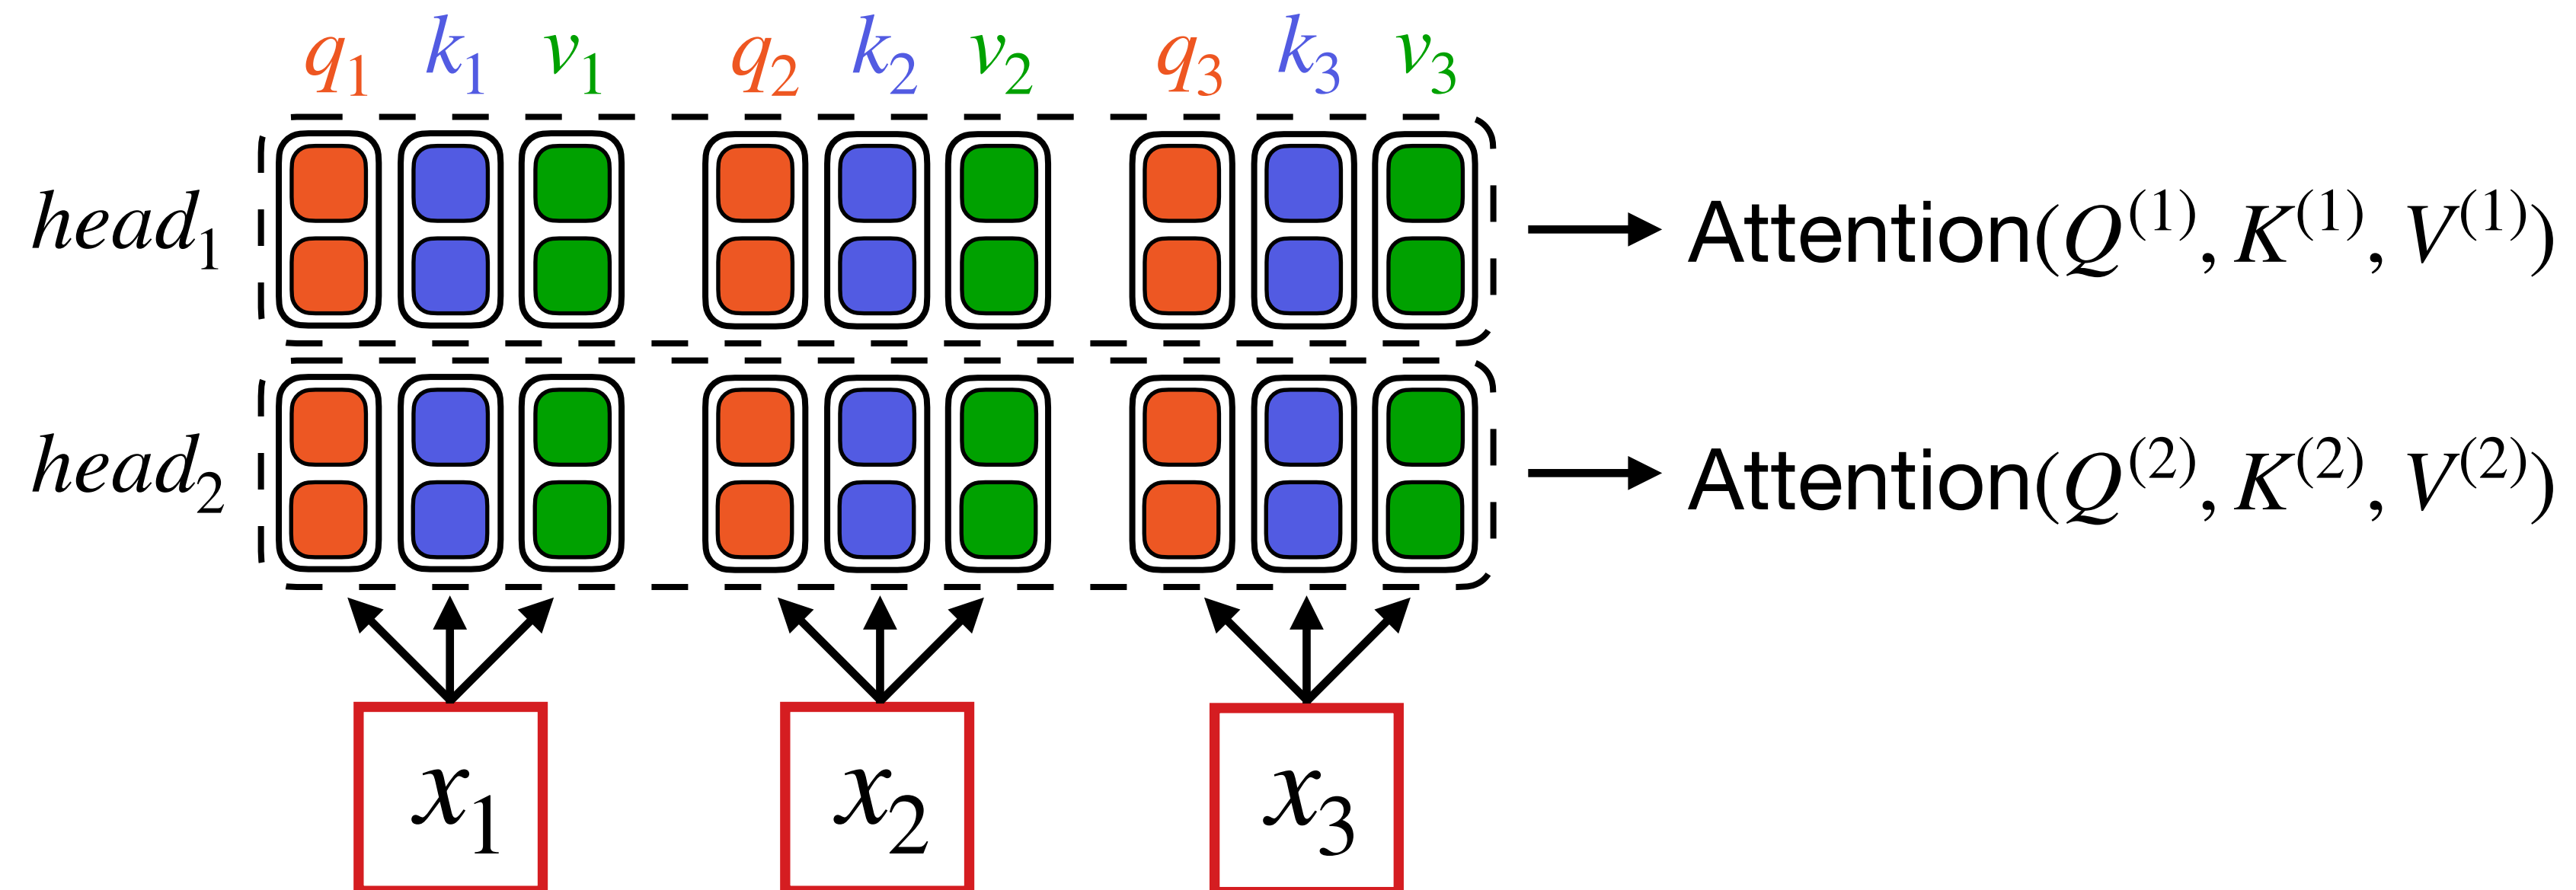 q₁ k₁ v₁ q₂ k₂ v₂ q₃ k₃ v₃
head₁ Attention(Q⁽¹⁾, K⁽¹⁾, V⁽¹⁾)
head₂ Attention(Q⁽²⁾, K⁽²⁾, V⁽²⁾)
x₁ x₂ x₃